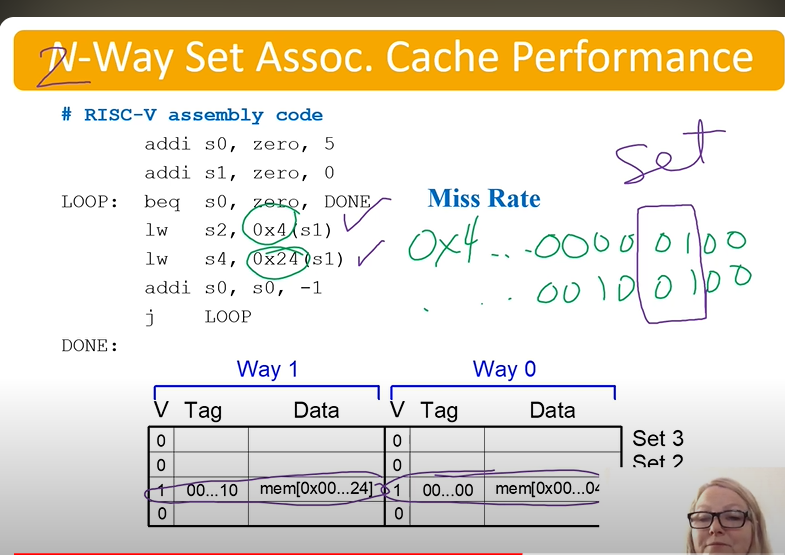 2
N-Way Set Assoc. Cache Performance
# RISC-V assembly code
addi s0, zero, 5
addi s1, zero, 0
LOOP: beq s0, zero, DONE
lw s2, 0x4(s1)
lw s4, 0x24(s1)
addi s0, s0, -1
j LOOP
DONE:
set
Miss Rate
0x4 ... 0000 0100
... 0010 0100
Way 1 Way 0
V Tag Data V Tag Data
0 0 Set 3
0 0 Set 2
1 00...10 mem[0x00...24] 1 00...00 mem[0x00...04
0 0